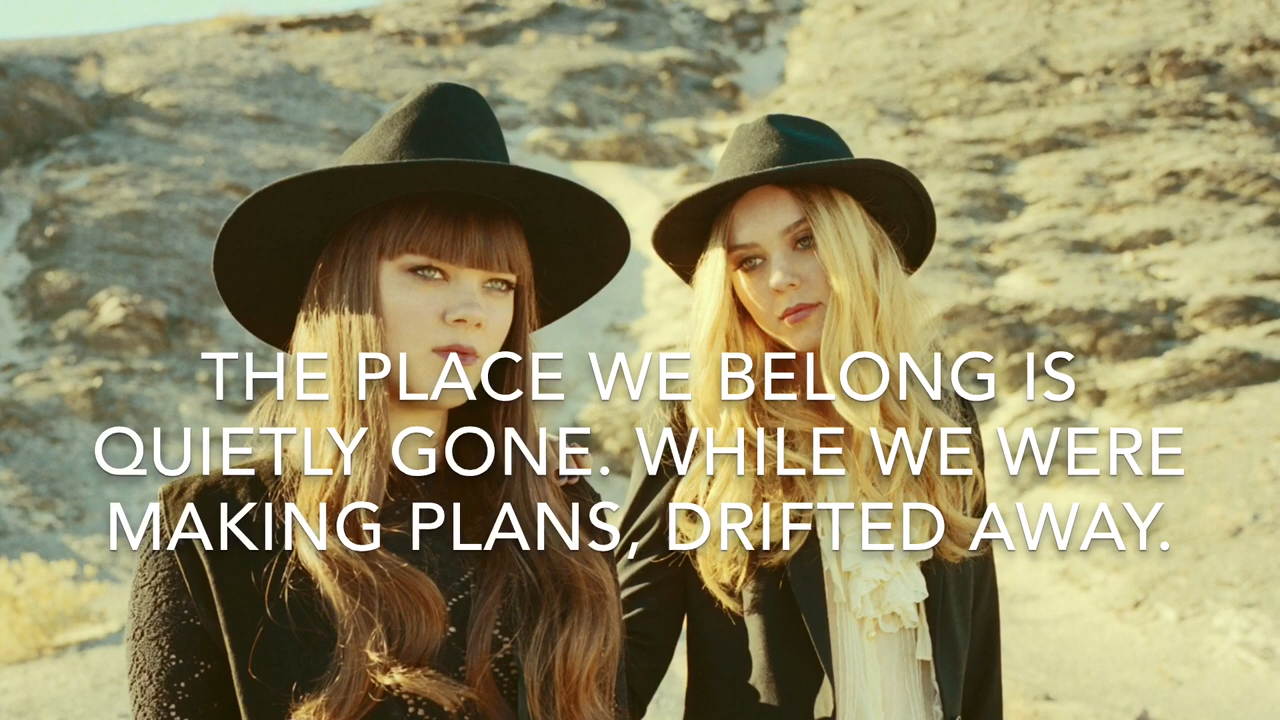 THE PLACE WE BELONG IS
QUIETLY GONE. WHILE WE WERE
MAKING PLANS, DRIFTED AWAY.